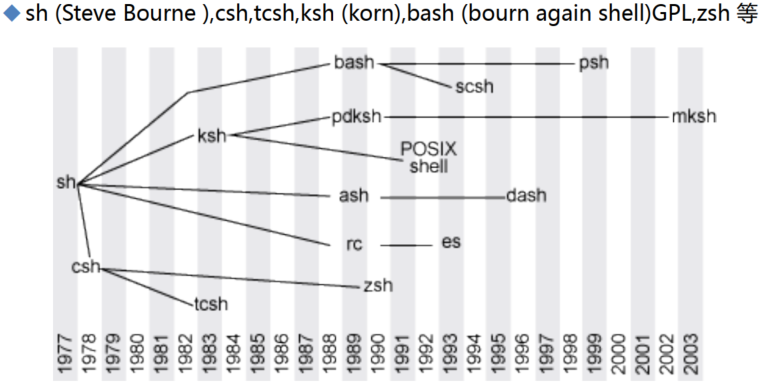 sh (Steve Bourne ),csh,tcsh,ksh (korn),bash (bourn again shell)GPL,zsh 等
bash
psh
scsh
pdksh
mksh
ksh
POSIX
shell
sh
ash
dash
rc
es
csh
zsh
tcsh
1977
1978
1979
1980
1981
1982
1983
1984
1985
1986
1987
1988
1989
1990
1991
1992
1993
1994
1995
1996
1997
1998
1999
2000
2001
2002
2003